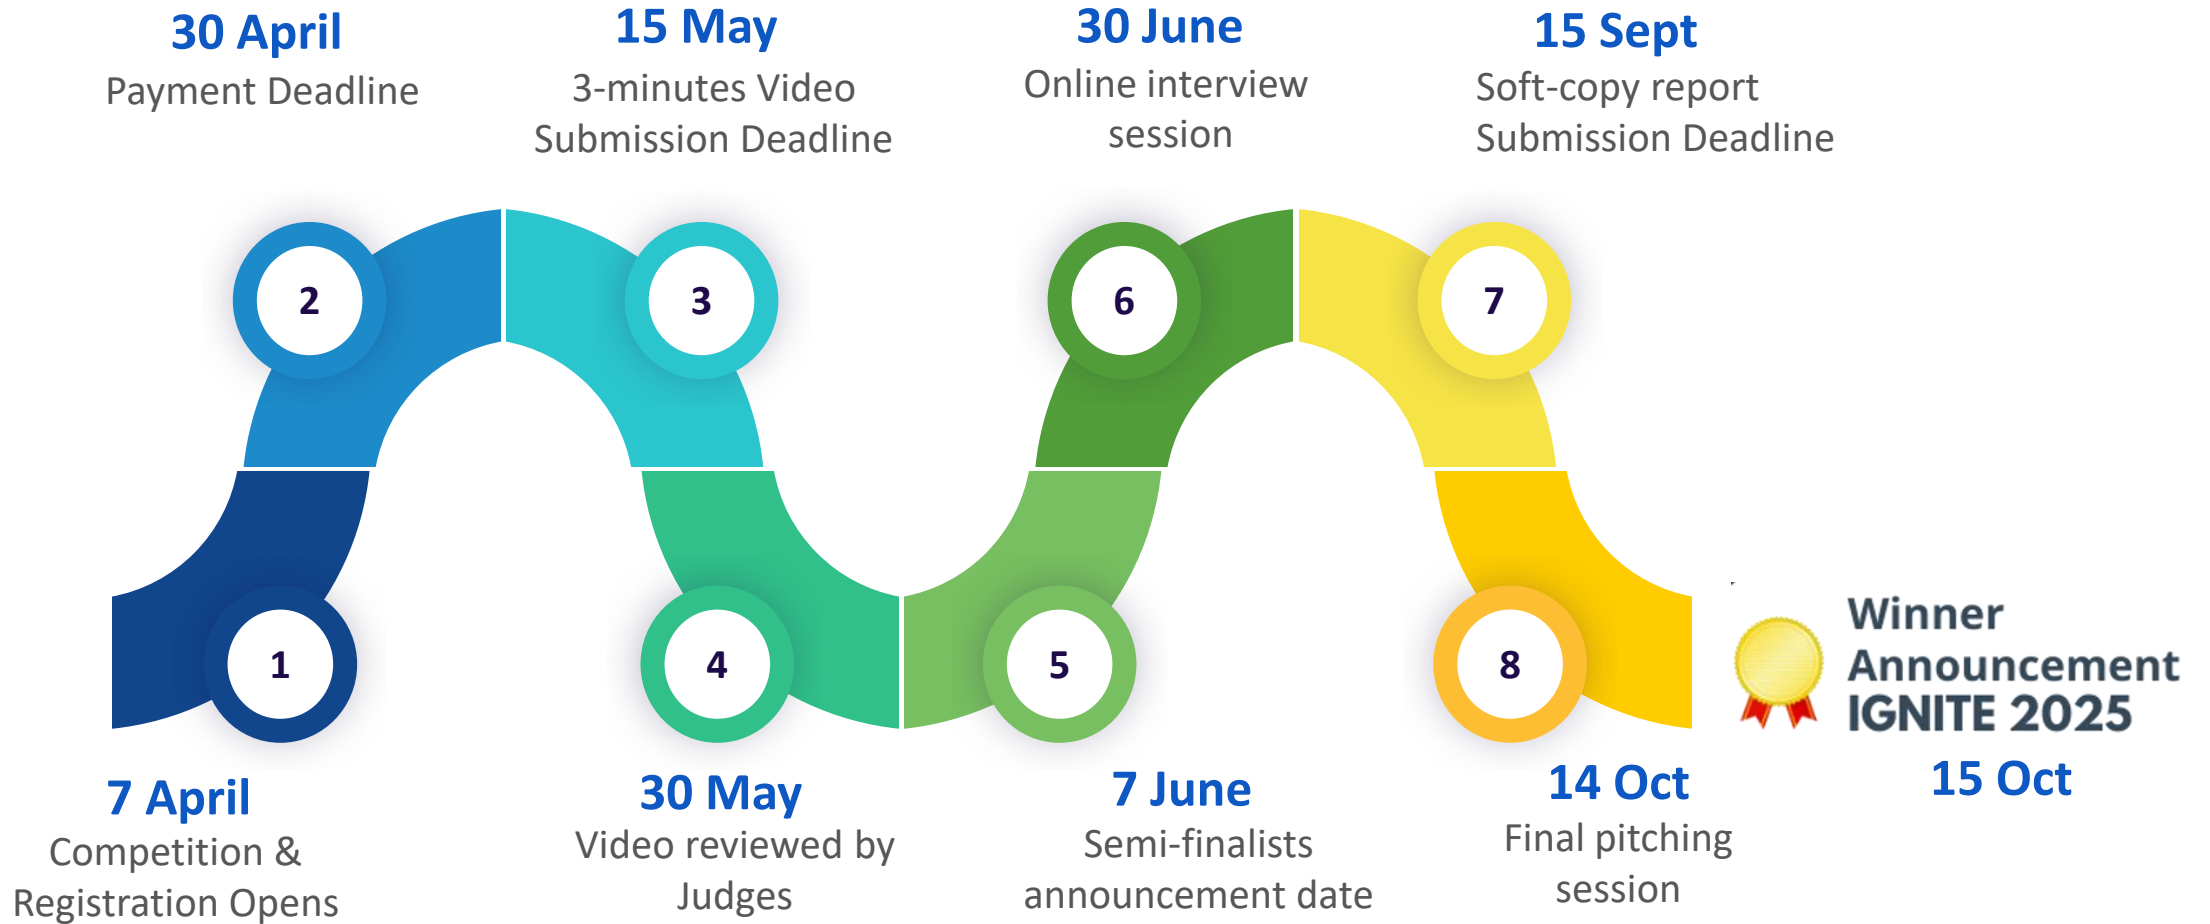 30 April
Payment Deadline
15 May
3-minutes Video
Submission Deadline
30 June
Online interview
session
15 Sept
Soft-copy report
Submission Deadline
2
3
6
7
1
4
5
8
Winner
Announcement
IGNITE 2025
15 Oct
7 April
Competition &
Registration Opens
30 May
Video reviewed by
Judges
7 June
Semi-finalists
announcement date
14 Oct
Final pitching
session